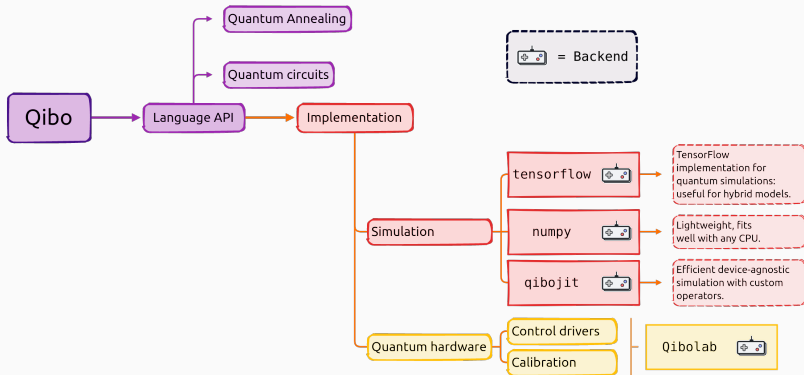 Quantum Annealing
Quantum circuits
= Backend
Qibo
Language API
Implementation
Simulation
tensorflow
TensorFlow
implementation for
quantum simulations:
useful for hybrid models.
numpy
Lightweight, fits
well with any CPU.
qibojit
Efficient device-agnostic
simulation with custom
operators.
Quantum hardware
Control drivers
Calibration
Qibolab